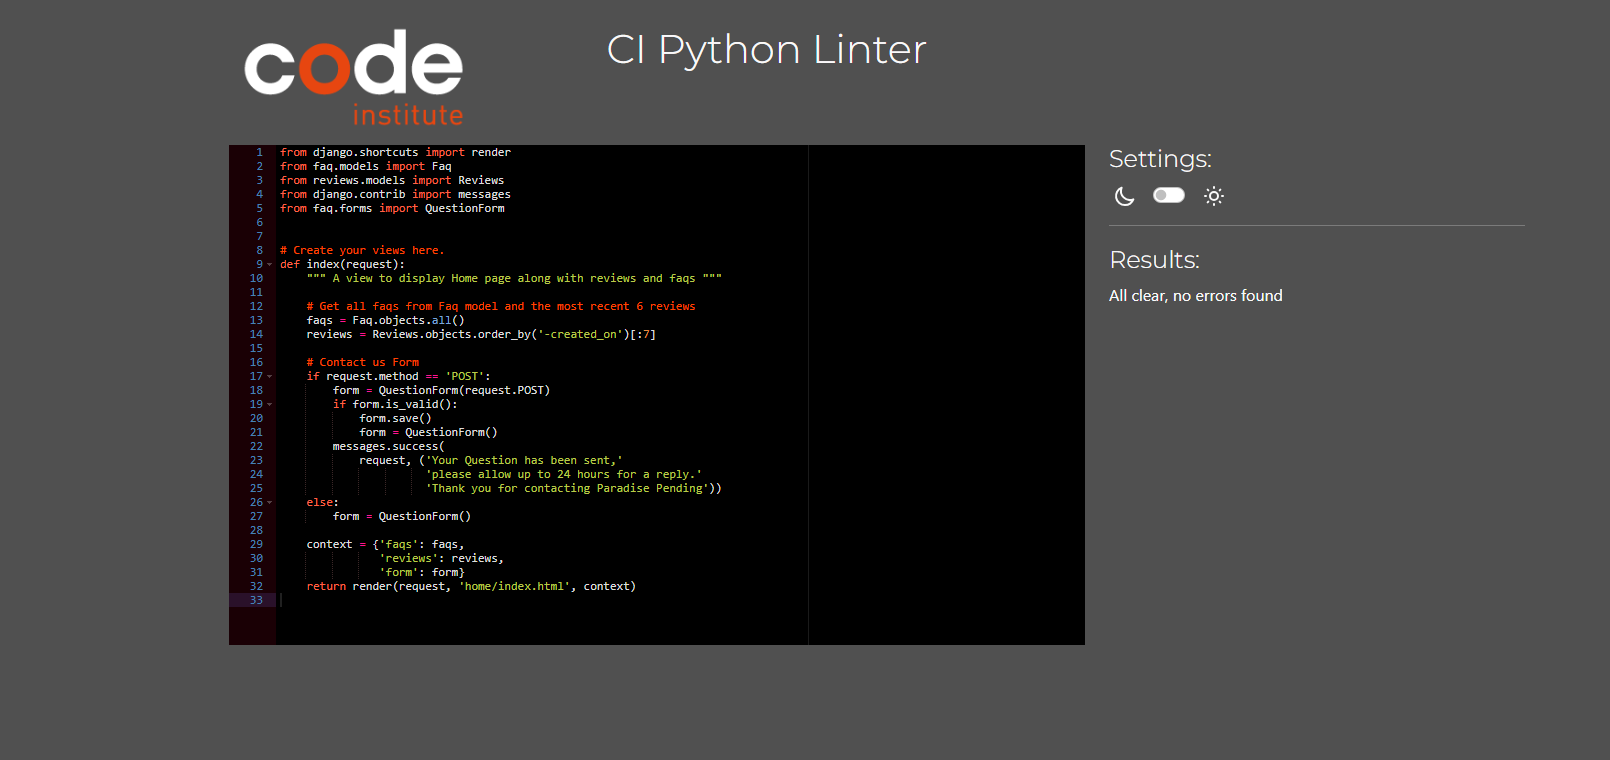 code
institute
CI Python Linter
1 from django.shortcuts import render
2 from faq.models import Faq
3 from reviews.models import Reviews
4 from django.contrib import messages
5 from faq.forms import QuestionForm
6
7
8 # Create your views here.
9 def index(request):
10 """ A view to display Home page along with reviews and faqs """
11
12 # Get all faqs from Faq model and the most recent 6 reviews
13 faqs = Faq.objects.all()
14 reviews = Reviews.objects.order_by('-created_on')[:7]
15
16 # Contact us Form
17 if request.method == 'POST':
18 form = QuestionForm(request.POST)
19 if form.is_valid():
20 form.save()
21 form = QuestionForm()
22 messages.success(
23 request, ('Your Question has been sent,'
24 'please allow up to 24 hours for a reply.'
25 'Thank you for contacting Paradise Pending'))
26 else:
27 form = QuestionForm()
28
29 context = {'faqs': faqs,
30 'reviews': reviews,
31 'form': form}
32 return render(request, 'home/index.html', context)
33
Settings:
Results:
All clear, no errors found